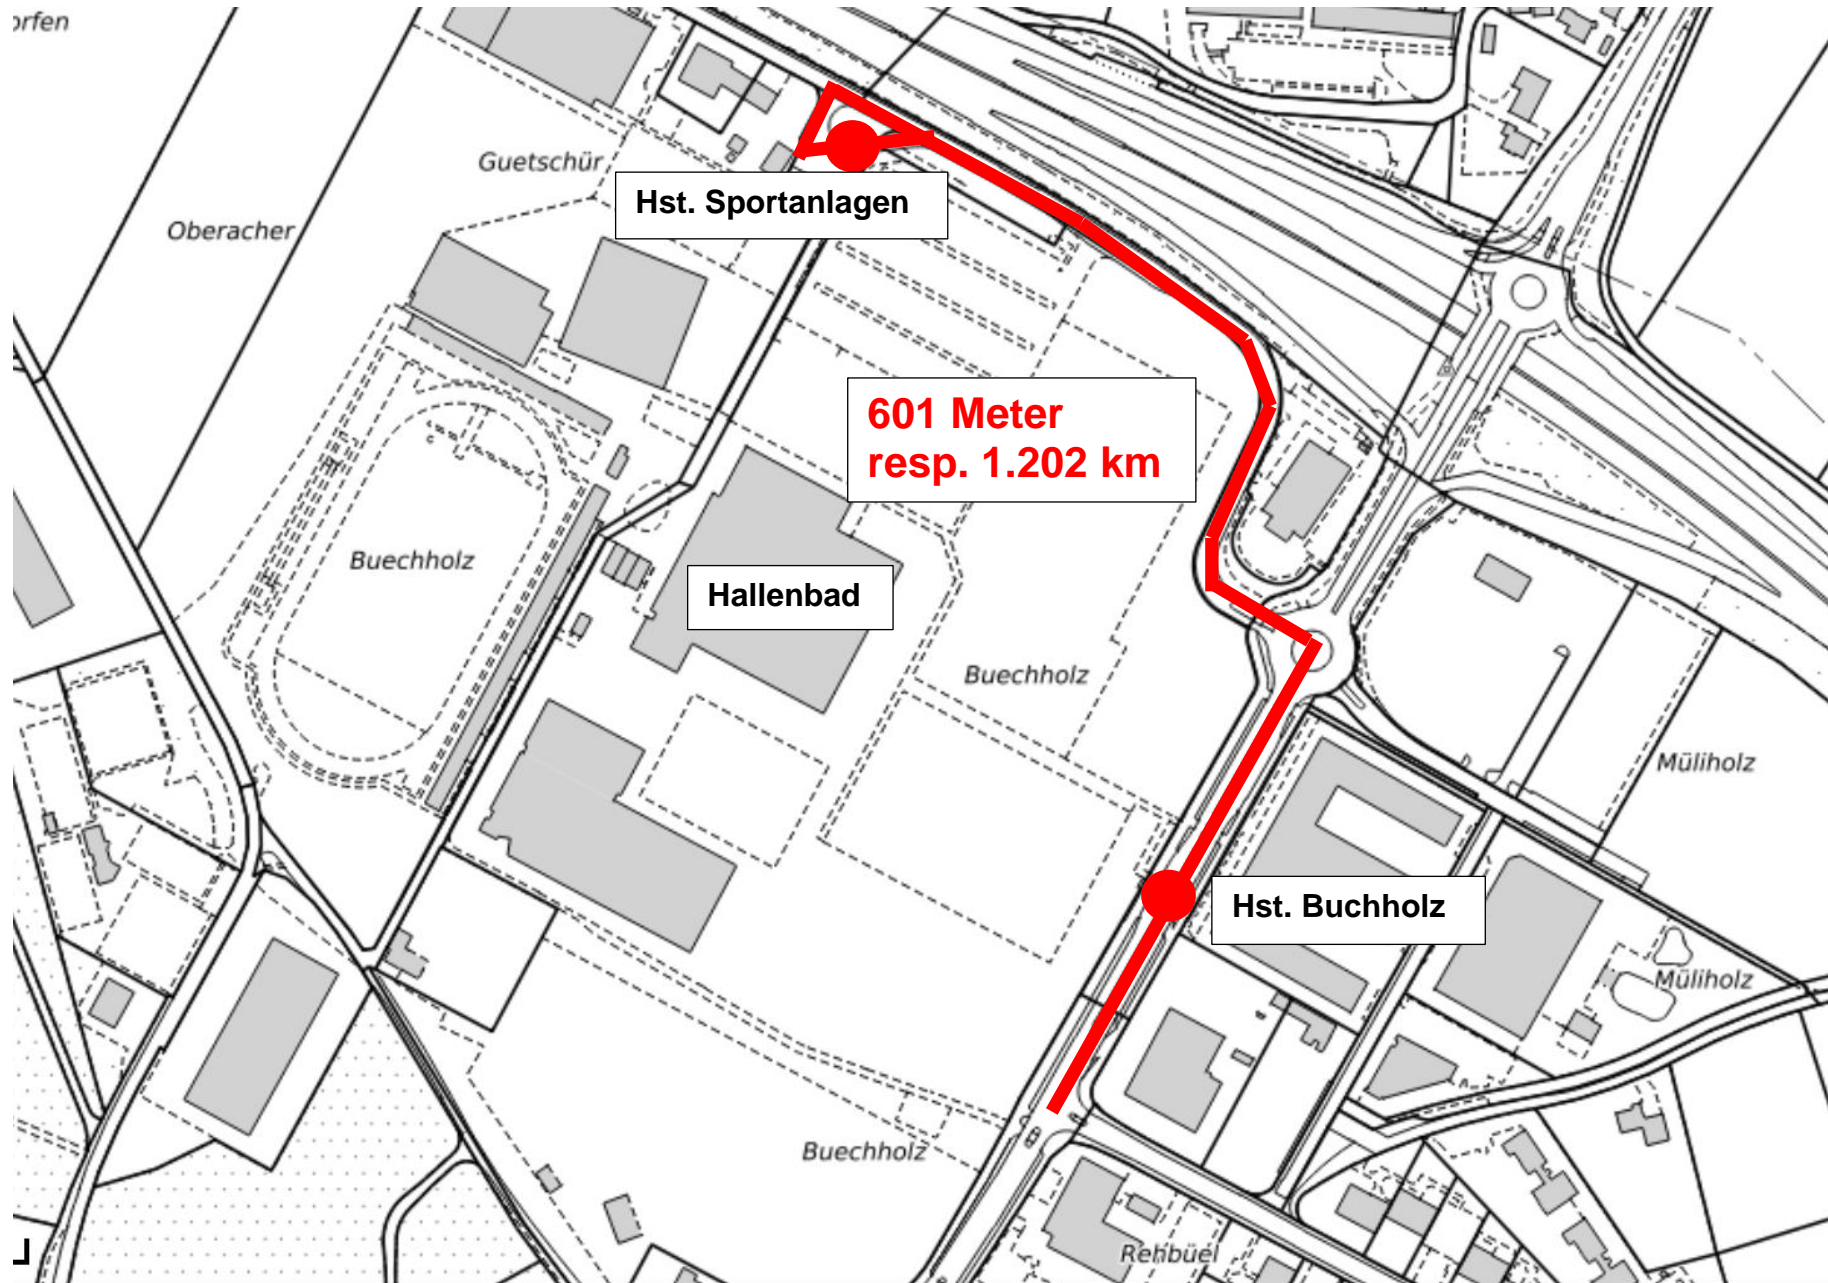 orfen
Guetschür
Hst. Sportanlagen
Oberacher
601 Meter
resp. 1.202 km
Buechholz
Hallenbad
Buechholz
Müliholz
Hst. Buchholz
Müliholz
Buechholz
Rehbüel